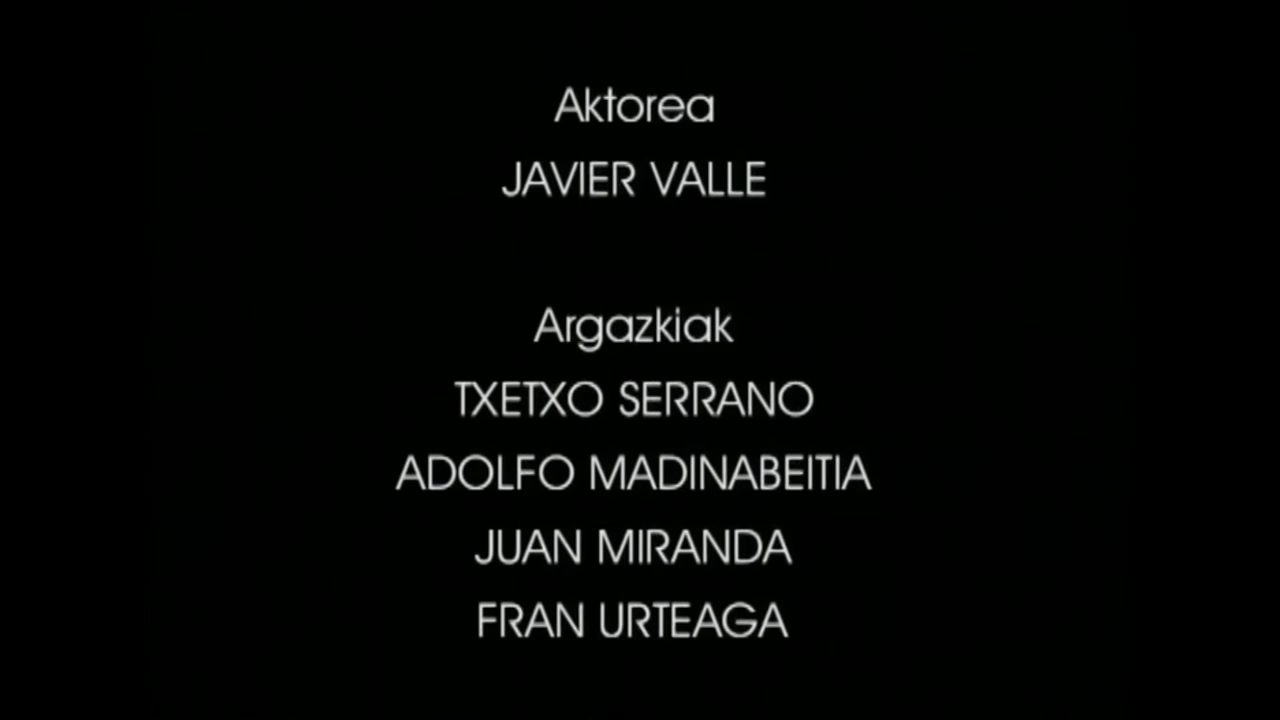 Aktorea
JAVIER VALLE
Argazkiak
TXETXO SERRANO
ADOLFO MADINABEITIA
JUAN MIRANDA
FRAN URTEAGA